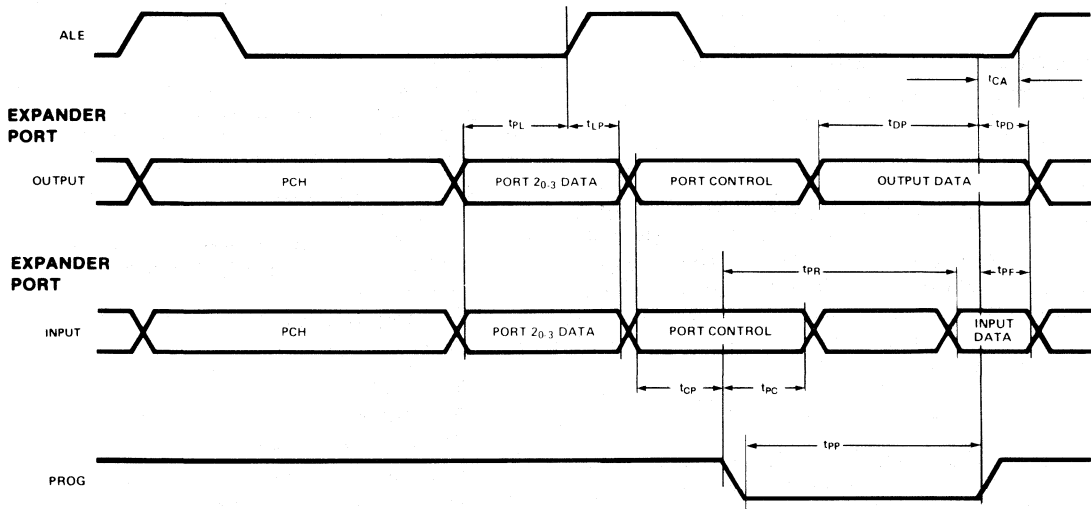 ALE
tCA
EXPANDER
PORT
tPL
tLP
tDP
tPD
OUTPUT
PCH
PORT 20-3 DATA
PORT CONTROL
OUTPUT DATA
EXPANDER
PORT
tPR
tPF
INPUT
PCH
PORT 20-3 DATA
PORT CONTROL
INPUT
DATA
tCP
tPC
tPP
PROG